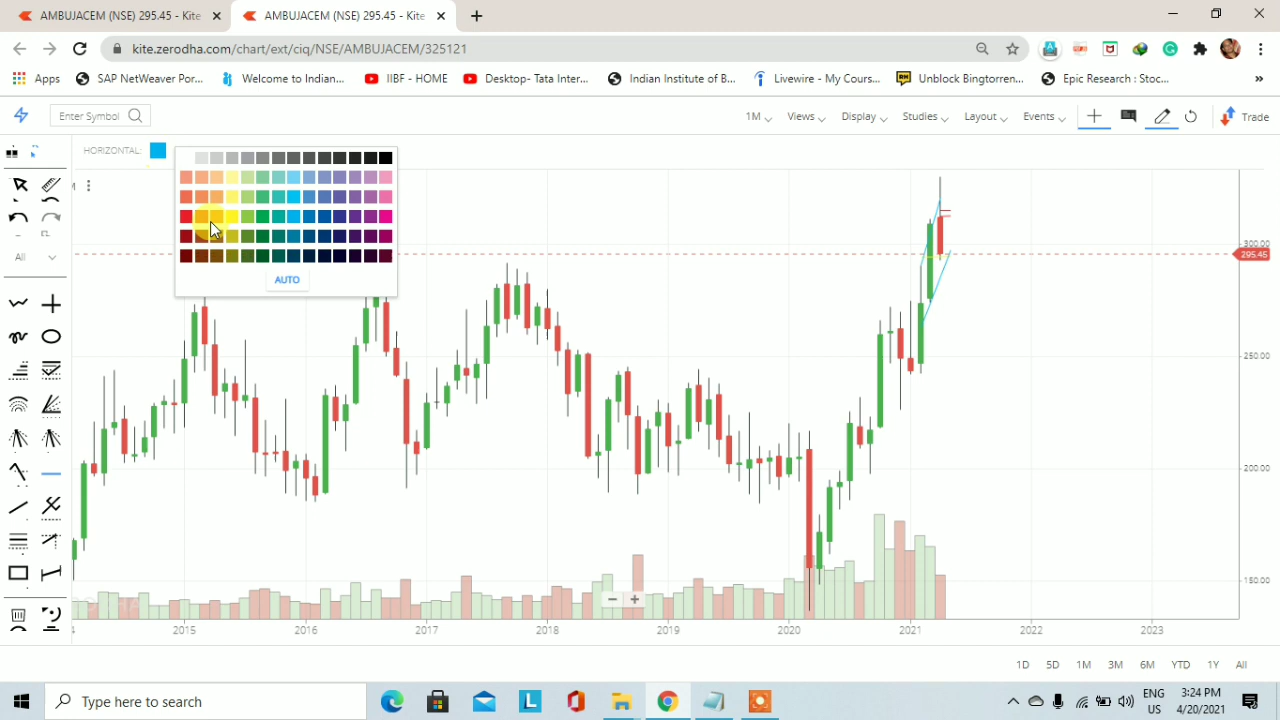 AMBUJACEM (NSE) 295.45 - Kite
AMBUJACEM (NSE) 295.45 - Kite
kite.zerodha.com/chart/ext/ciq/NSE/AMBUJACEM/325121
Apps
SAP NetWeaver Por...
Welcome to Indian...
IIBF - HOME
Desktop- Tata Inter...
Indian Institute of B...
Livewire - My Cours...
Unblock Bingtorren...
Epic Research : Stoc...
»
Enter Symbol
1M
Views
Display
Studies
Layout
Events
Trade
HORIZONTAL:
All
AUTO
300.00
295.45
250.00
200.00
150.00
2015
2016
2017
2018
2019
2020
2021
2022
2023
1D
5D
1M
3M
6M
YTD
1Y
All
Type here to search
ENG
US
3:24 PM
4/20/2021